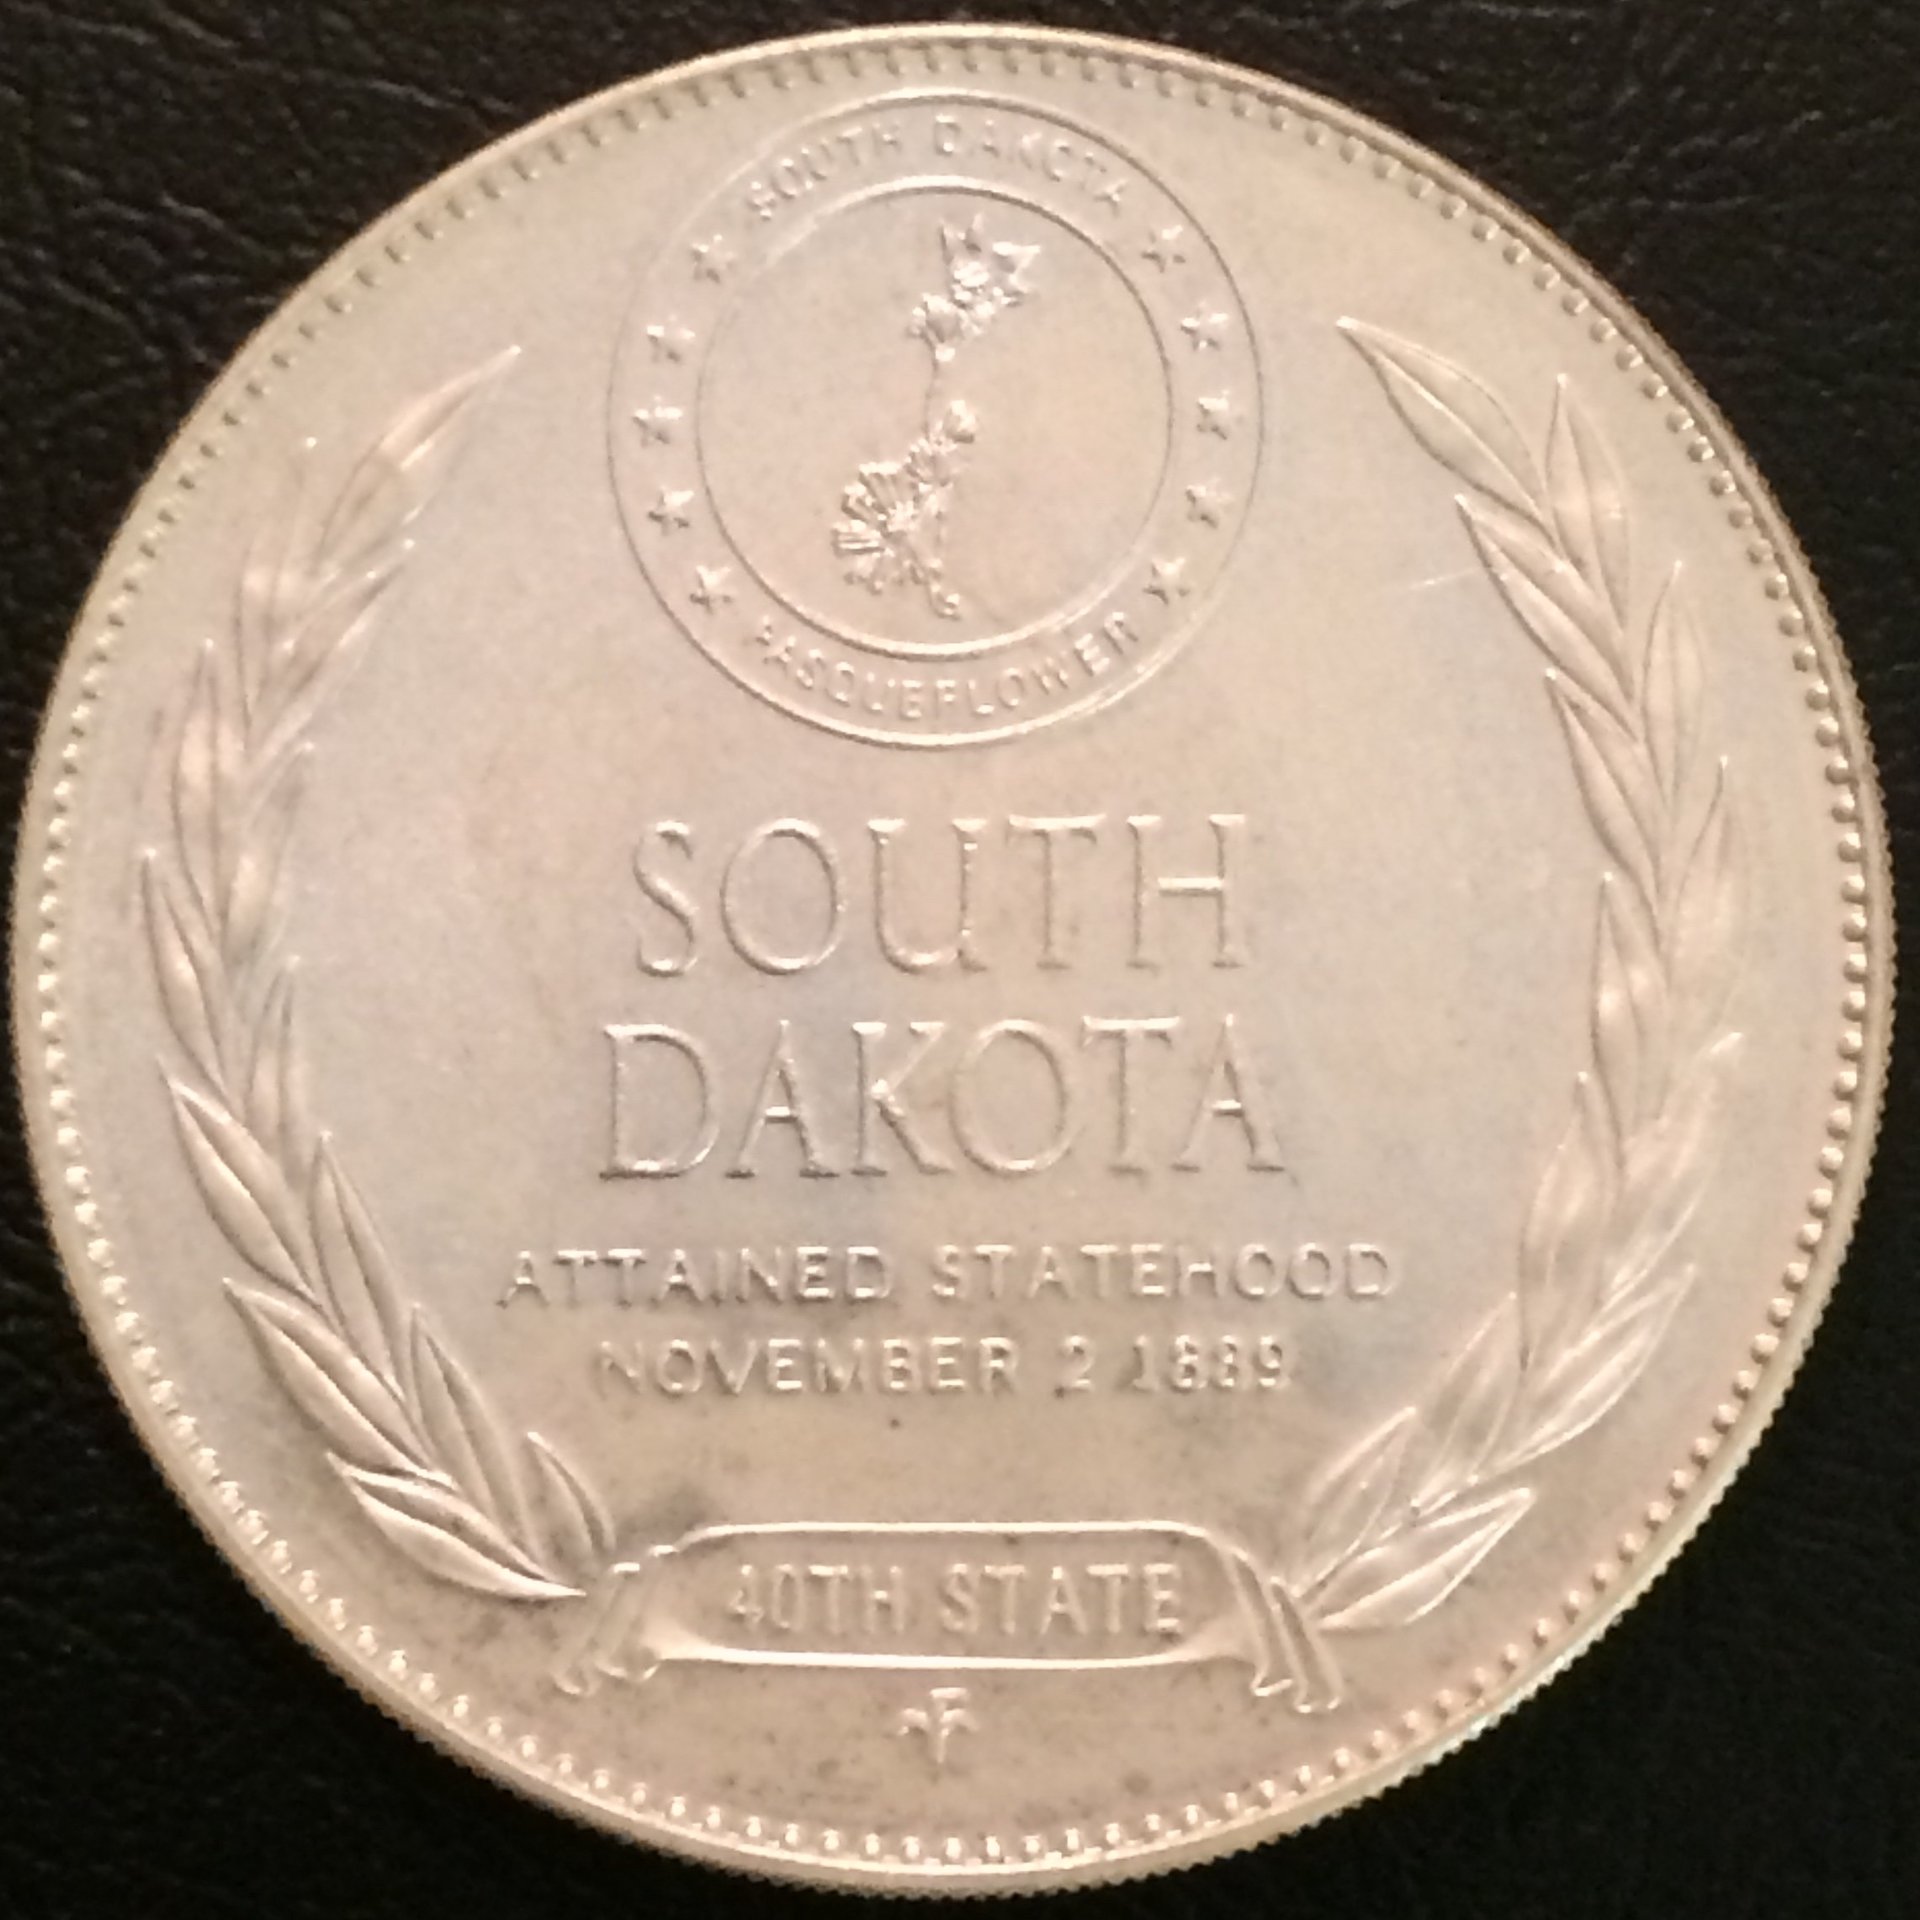 SOUTH DAKOTA
PASQUEFLOWER
SOUTH
DAKOTA
ATTAINED STATEHOOD
NOVEMBER 2 1889
40TH STATE
F